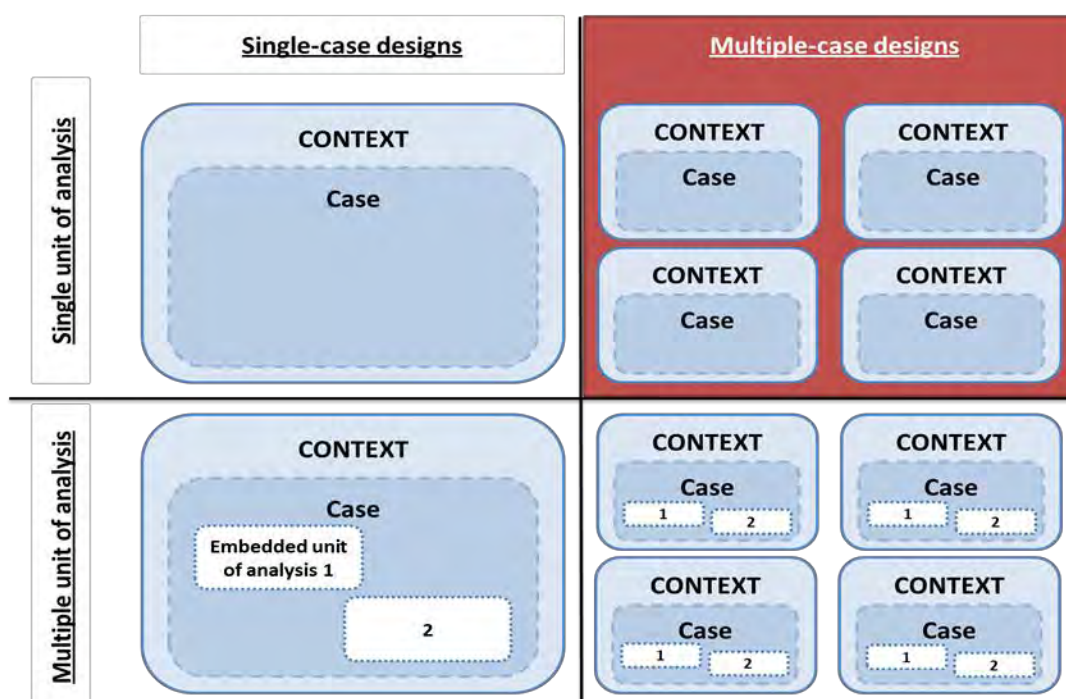 Single-case designs
Multiple-case designs
Single unit of analysis
CONTEXT
Case
CONTEXT
Case
CONTEXT
Case
CONTEXT
Case
CONTEXT
Case
Multiple unit of analysis
CONTEXT
Case
Embedded unit
of analysis 1
2
CONTEXT
Case
1
2
CONTEXT
Case
1
2
CONTEXT
Case
1
2
CONTEXT
Case
1
2